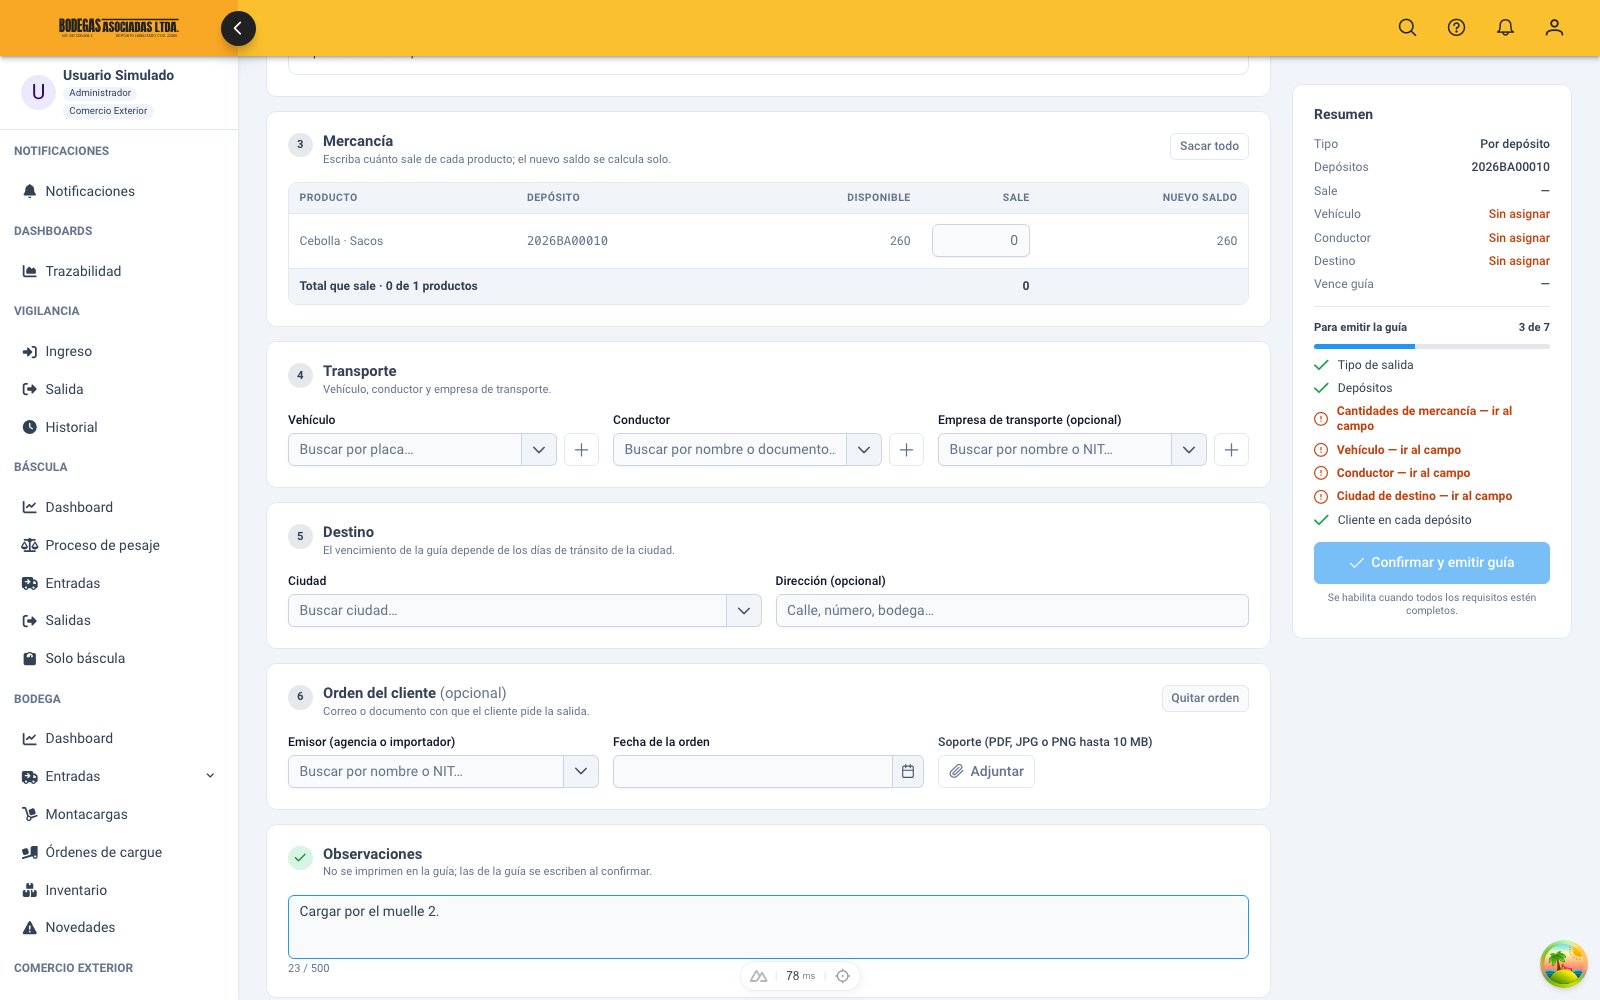 BODEGAS ASOCIADAS LTDA.
Usuario Simulado
U
Administrador
Comercio Exterior
NOTIFICACIONES
Notificaciones
DASHBOARDS
Trazabilidad
VIGILANCIA
Ingreso
Salida
Historial
BÁSCULA
Dashboard
Proceso de pesaje
Entradas
Salidas
Solo báscula
BODEGA
Dashboard
Entradas
Montacargas
Órdenes de cargue
Inventario
Novedades
COMERCIO EXTERIOR
3
Mercancía
Escriba cuánto sale de cada producto; el nuevo saldo se calcula solo.
Sacar todo
PRODUCTO DEPÓSITO DISPONIBLE SALE NUEVO SALDO
Cebolla · Sacos 2026BA00010 260 0 260
Total que sale · 0 de 1 productos 0
4
Transporte
Vehículo, conductor y empresa de transporte.
Vehículo Conductor Empresa de transporte (opcional)
Buscar por placa... Buscar por nombre o documento.. Buscar por nombre o NIT...
5
Destino
El vencimiento de la guía depende de los días de tránsito de la ciudad.
Ciudad Dirección (opcional)
Buscar ciudad... Calle, número, bodega...
6
Orden del cliente (opcional)
Correo o documento con que el cliente pide la salida.
Quitar orden
Emisor (agencia o importador) Fecha de la orden Soporte (PDF, JPG o PNG hasta 10 MB)
Buscar por nombre o NIT... Adjuntar
Observaciones
No se imprimen en la guía; las de la guía se escriben al confirmar.
Cargar por el muelle 2.
23 / 500
78 ms
Resumen
Tipo Por depósito
Depósitos 2026BA00010
Sale —
Vehículo Sin asignar
Conductor Sin asignar
Destino Sin asignar
Vence guía —
Para emitir la guía 3 de 7
Tipo de salida
Depósitos
Cantidades de mercancía — ir al
campo
Vehículo — ir al campo
Conductor — ir al campo
Ciudad de destino — ir al campo
Cliente en cada depósito
Confirmar y emitir guía
Se habilita cuando todos los requisitos estén
completos.